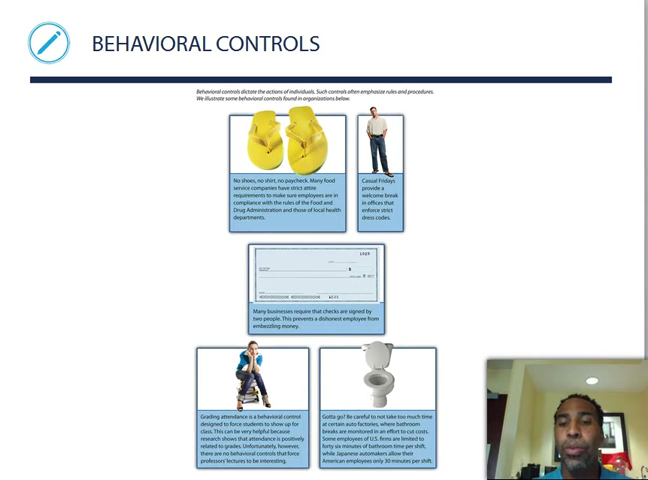 BEHAVIORAL CONTROLS
Behavioral controls dictate the actions of individuals. Such controls often emphasize rules and procedures.
We illustrate some behavioral controls found in organizations below.
No shoes, no shirt, no paycheck. Many food
service companies have strict attire
requirements to make sure employees are in
compliance with the rules of the Food and
Drug Administration and those of local health
departments.
Casual Fridays
provide a
welcome break
in offices that
enforce strict
dress codes.
Many businesses require that checks are signed by
two people. This prevents a dishonest employee from
embezzling money.
Grading attendance is a behavioral control
designed to force students to show up for
class. This can be very helpful because
research shows that attendance is positively
related to grades. Unfortunately, however,
there are no behavioral controls that force
professors' lectures to be interesting.
Gotta go? Be careful to not take too much time
at certain auto factories, where bathroom
breaks are monitored in an effort to cut costs.
Some employees of U.S. firms are limited to
forty six minutes of bathroom time per shift,
while Japanese automakers allow their
American employees only 30 minutes per shift.